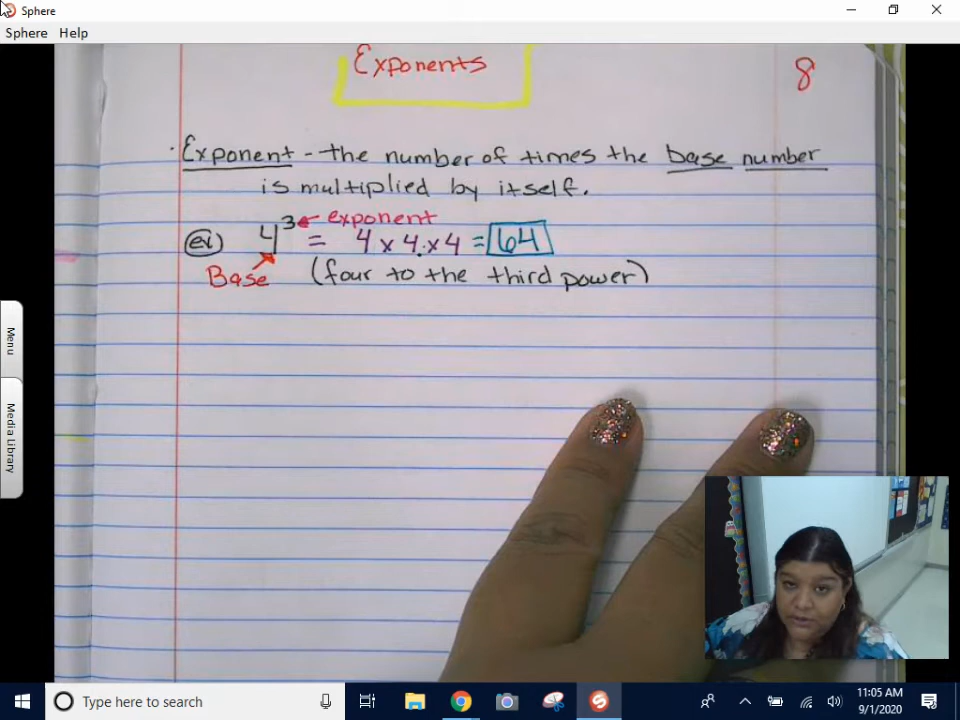 Sphere
Sphere Help
Exponents
8
Exponent - the number of times the base number
is multiplied by itself.
ex) 4³ ← exponent = 4 x 4 x 4 = 64
Base (four to the third power)
Menu
Media Library
Type here to search
11:05 AM
9/1/2020